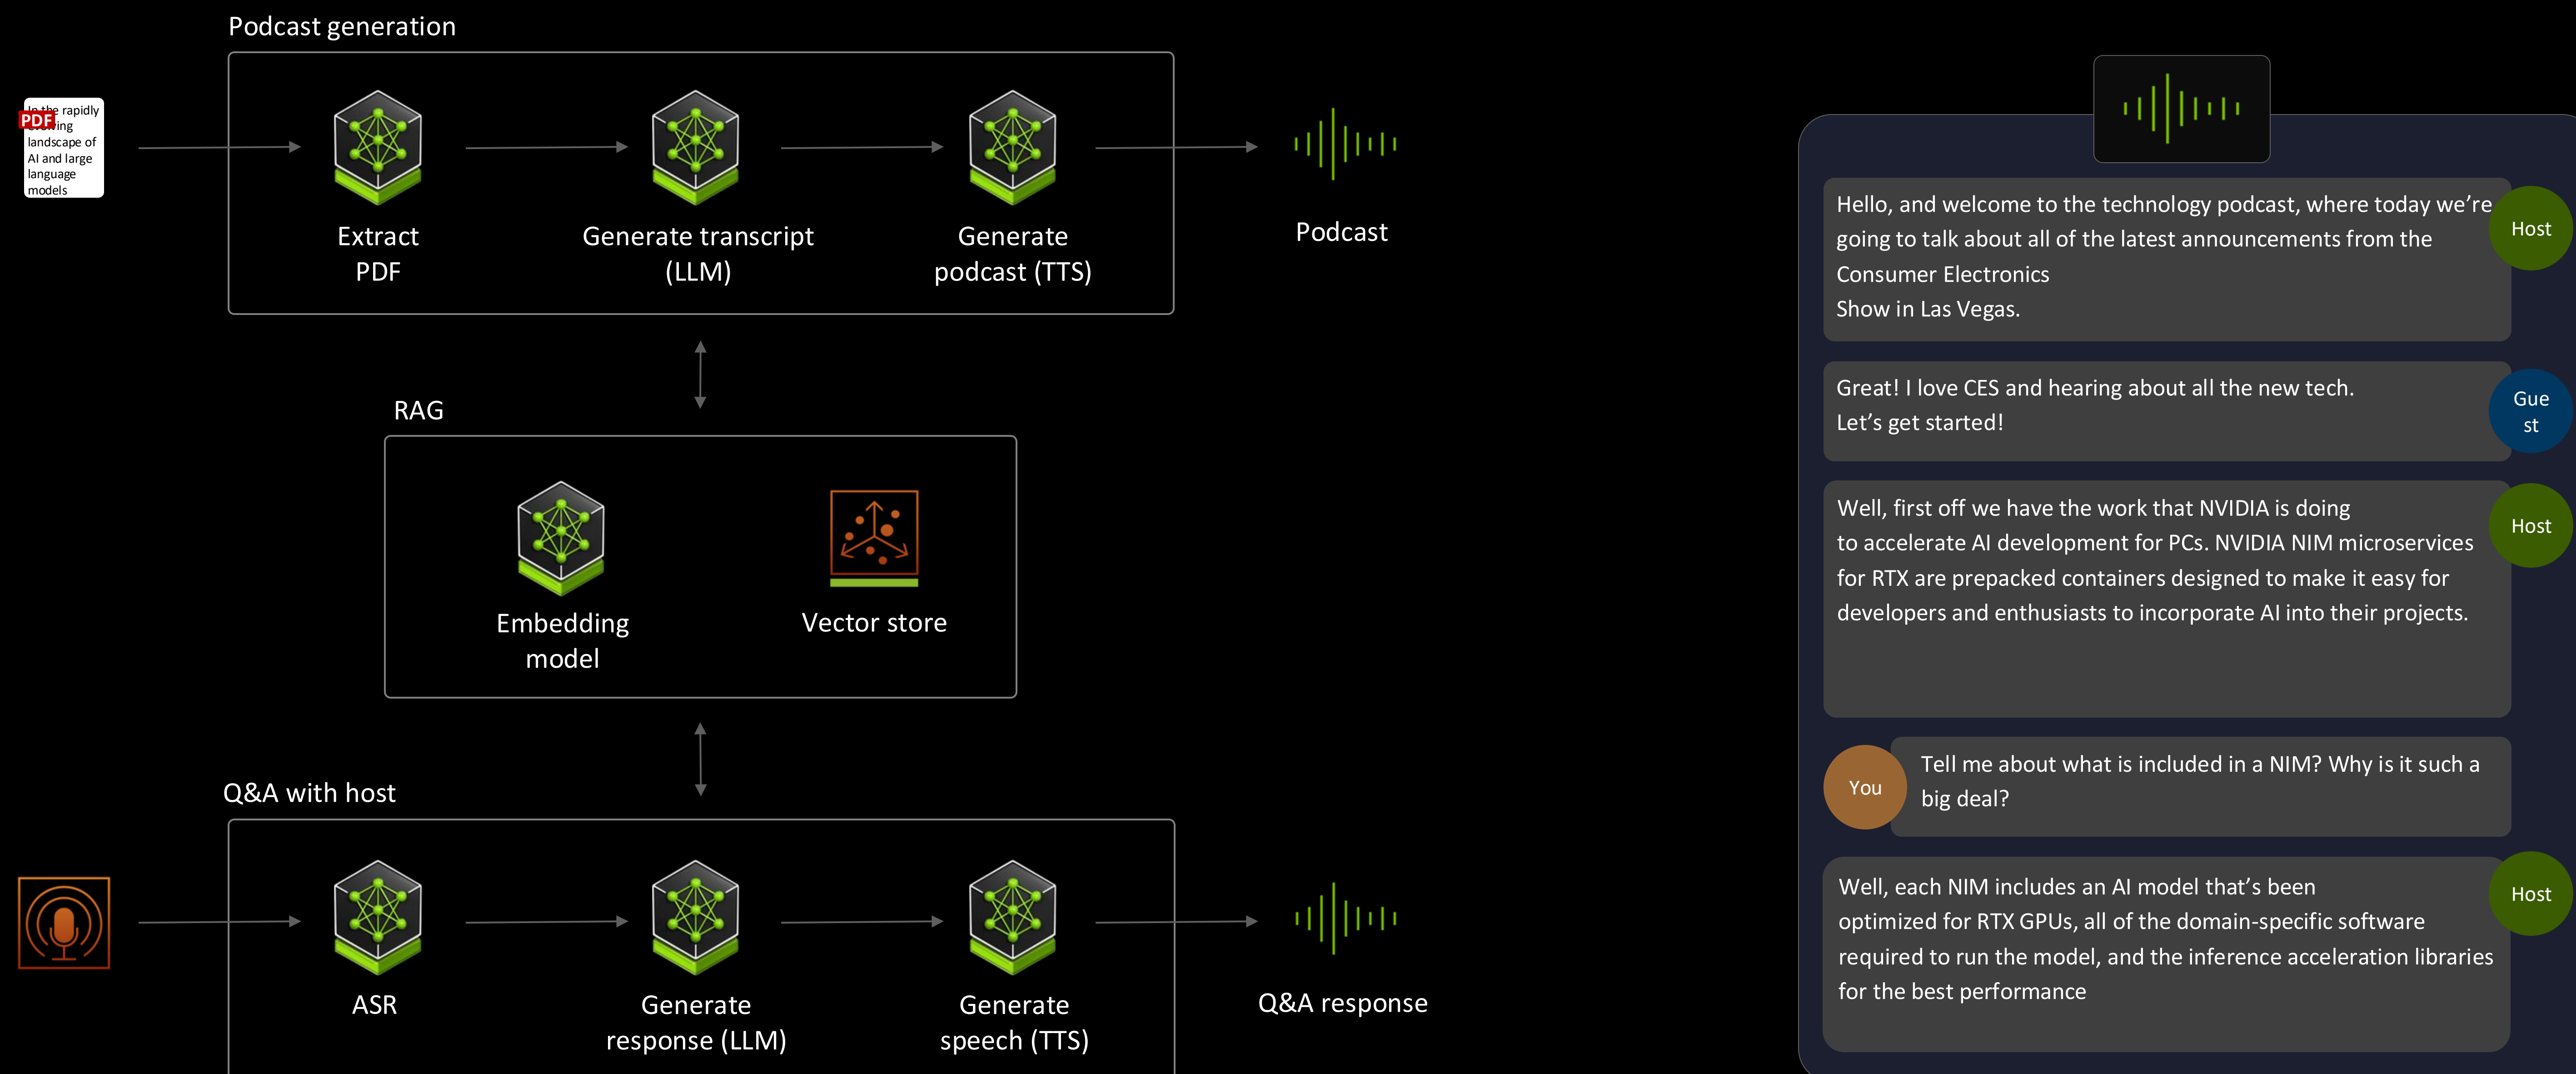 Podcast generation
PDF
In the rapidly
evolving
landscape of
AI and large
language
models
Extract
PDF
Generate transcript
(LLM)
Generate
podcast (TTS)
Podcast
RAG
Embedding
model
Vector store
Q&A with host
ASR
Generate
response (LLM)
Generate
speech (TTS)
Q&A response
Hello, and welcome to the technology podcast, where today we’re
going to talk about all of the latest announcements from the
Consumer Electronics
Show in Las Vegas.
Host
Great! I love CES and hearing about all the new tech.
Let’s get started!
Gue
st
Well, first off we have the work that NVIDIA is doing
to accelerate AI development for PCs. NVIDIA NIM microservices
for RTX are prepacked containers designed to make it easy for
developers and enthusiasts to incorporate AI into their projects.
Host
You
Tell me about what is included in a NIM? Why is it such a
big deal?
Well, each NIM includes an AI model that’s been
optimized for RTX GPUs, all of the domain-specific software
required to run the model, and the inference acceleration libraries
for the best performance
Host